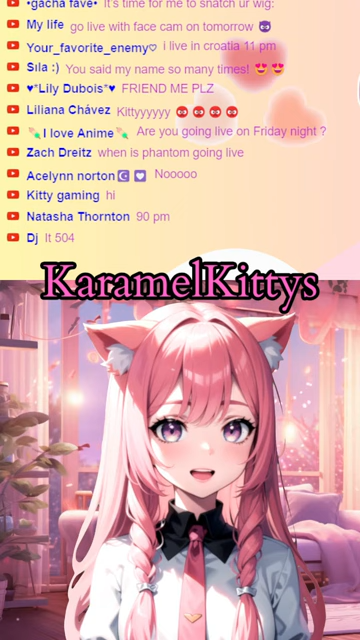 •gacha fave• It's time for me to snatch ur wig:
My life go live with face cam on tomorrow 😈
Your_favorite_enemy♡ i live in croatia 11 pm
Sıla :) You said my name so many times! 😍😍
♥*Lily Dubois*♥ FRIEND ME PLZ
Liliana Chávez Kittyyyyyy
🍡I love Anime🍡 Are you going live on Friday night ?
Zach Dreitz when is phantom going live
Acelynn norton☪💟 Nooooo
Kitty gaming hi
Natasha Thornton 90 pm
Dj It 504
KaramelKittys